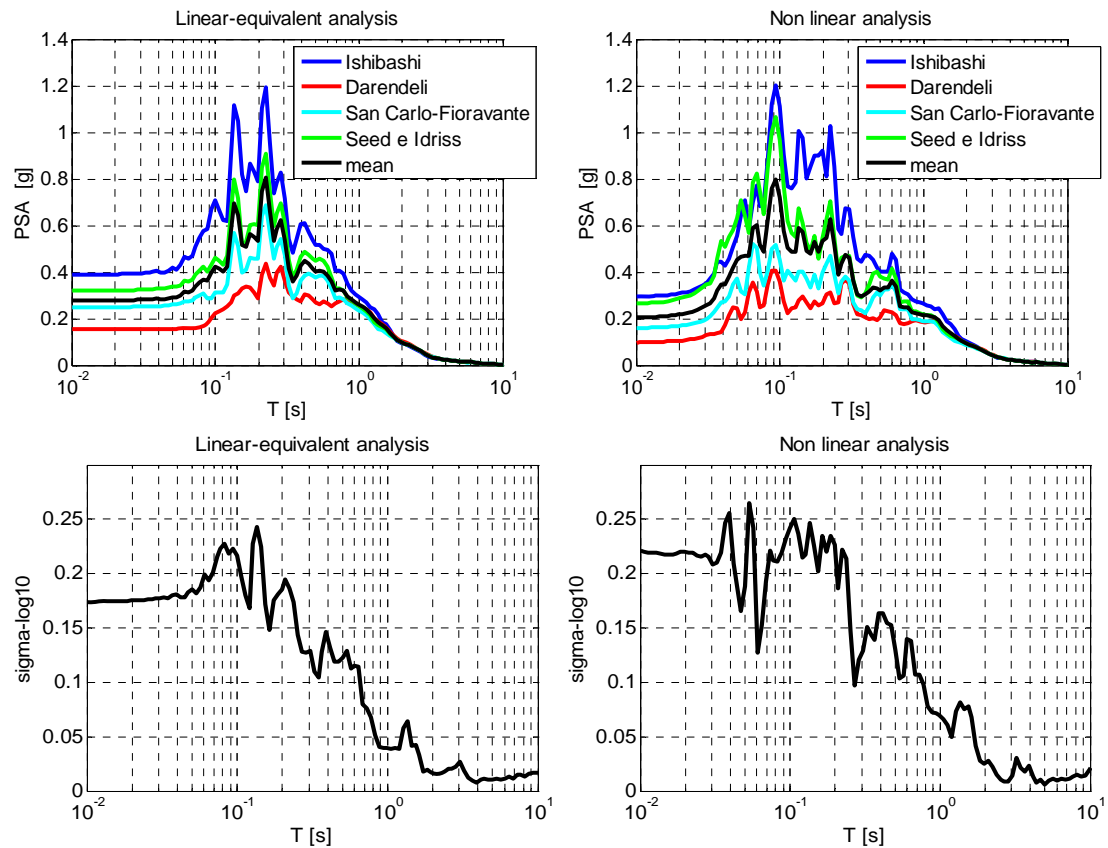 Linear-equivalent analysis
1.4
1.2
1
0.8
0.6
0.4
0.2
0
PSA [g]
Ishibashi
Darendeli
San Carlo-Fioravante
Seed e Idriss
mean
10^-2
10^-1
10^0
10^1
T [s]
Non linear analysis
1.4
1.2
1
0.8
0.6
0.4
0.2
0
PSA [g]
Ishibashi
Darendeli
San Carlo-Fioravante
Seed e Idriss
mean
10^-2
10^-1
10^0
10^1
T [s]
Linear-equivalent analysis
0.25
0.2
0.15
0.1
0.05
0
sigma-log10
10^-2
10^-1
10^0
10^1
T [s]
Non linear analysis
0.25
0.2
0.15
0.1
0.05
0
sigma-log10
10^-2
10^-1
10^0
10^1
T [s]